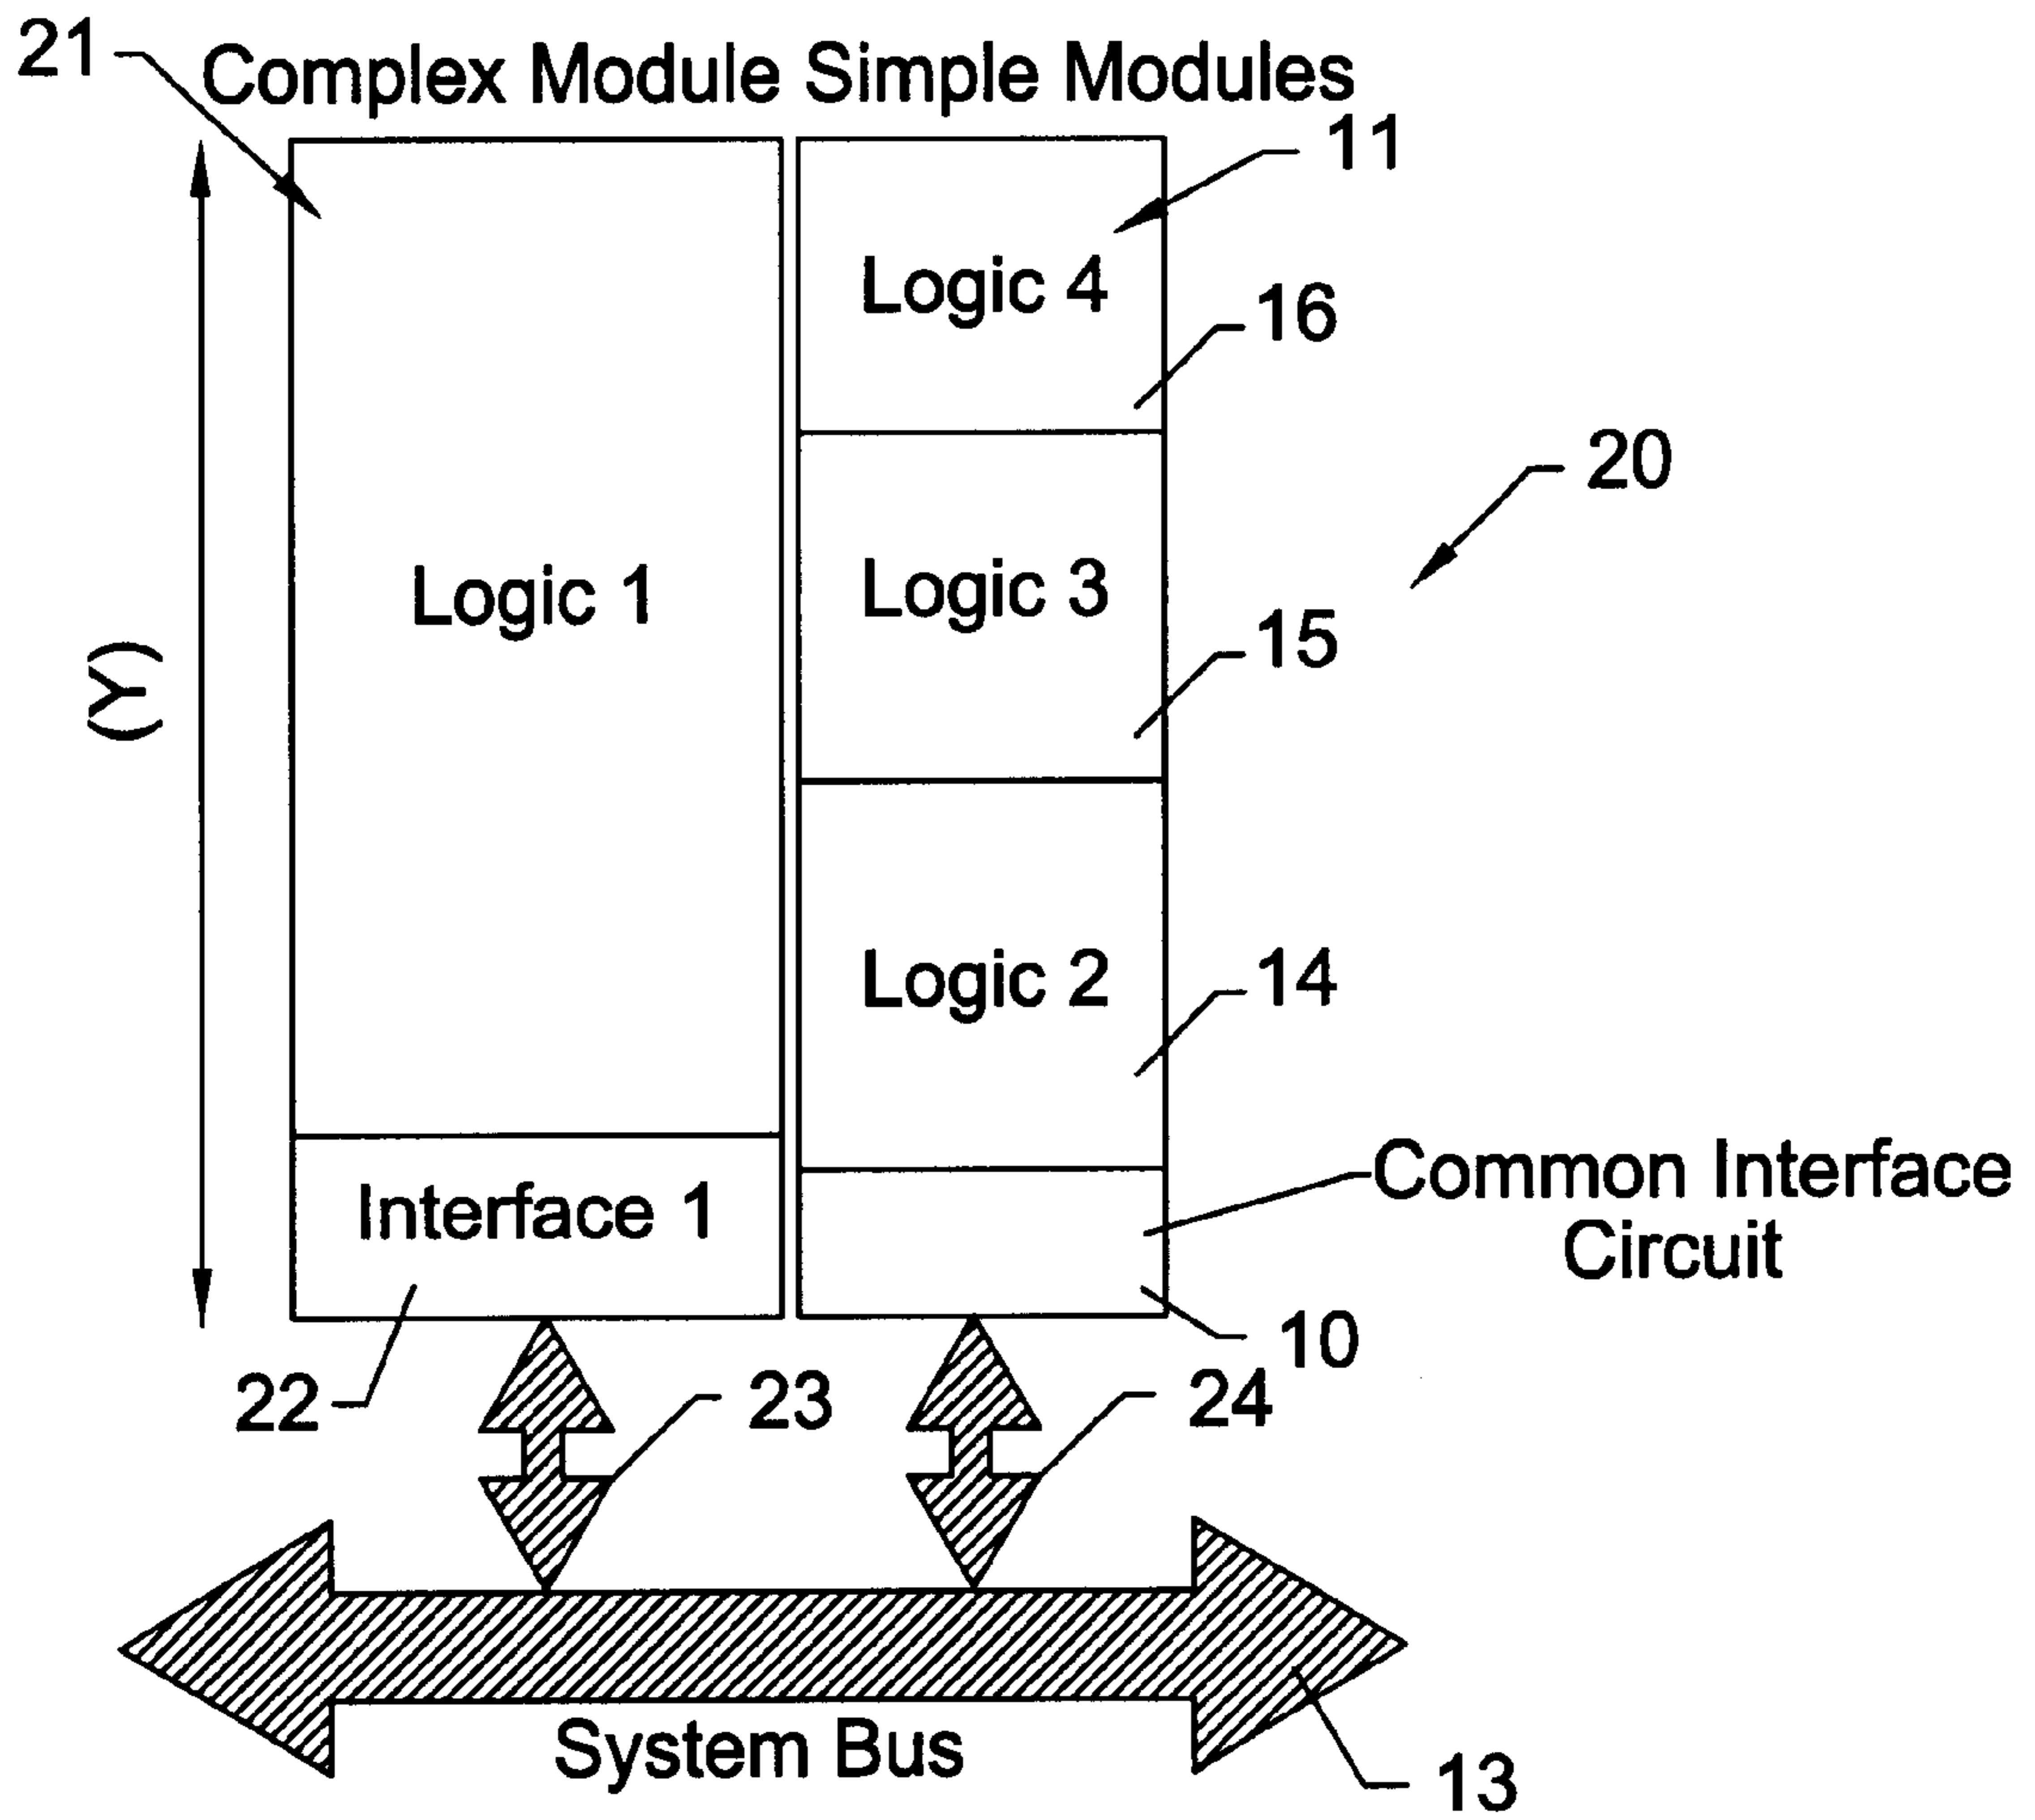 21
Complex Module Simple Modules
11
Logic 4
16
20
Logic 1
Logic 3
15
(Y)
Logic 2
14
Common Interface
Circuit
Interface 1
10
22
23
24
System Bus
13